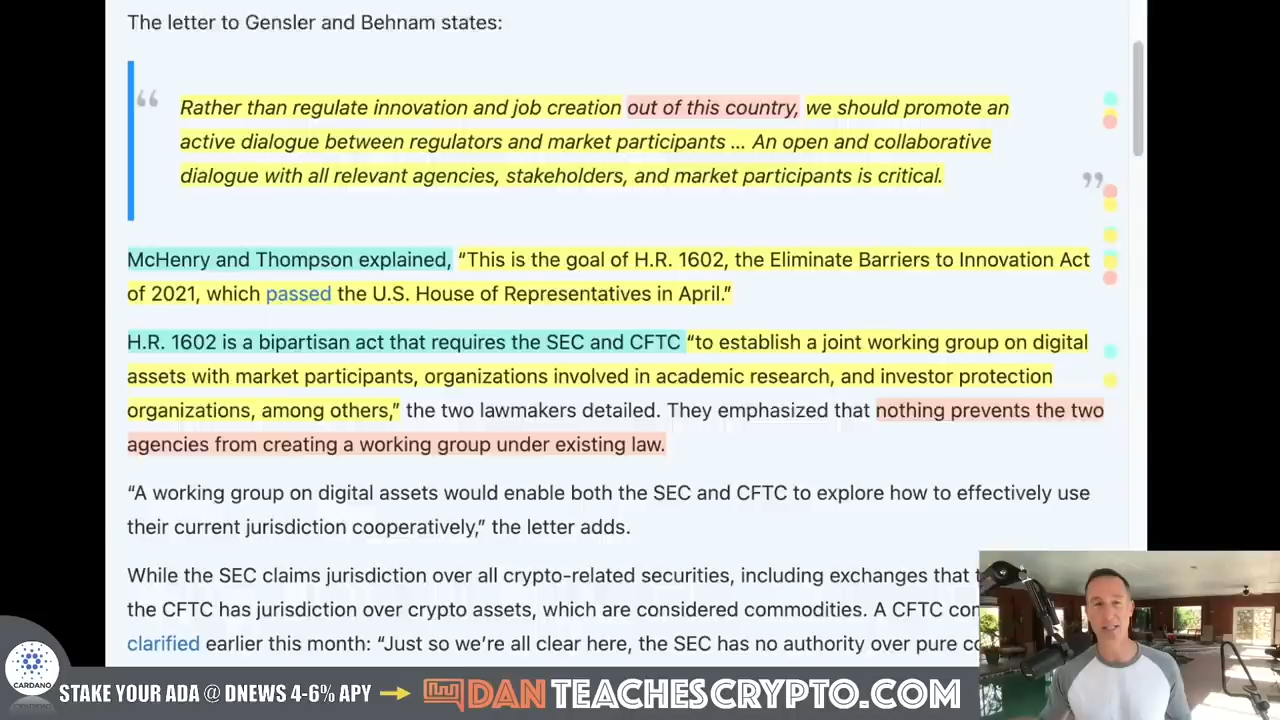 The letter to Gensler and Behnam states:
“
Rather than regulate innovation and job creation out of this country, we should promote an
active dialogue between regulators and market participants ... An open and collaborative
dialogue with all relevant agencies, stakeholders, and market participants is critical.
”
McHenry and Thompson explained, “This is the goal of H.R. 1602, the Eliminate Barriers to Innovation Act
of 2021, which passed the U.S. House of Representatives in April.”
H.R. 1602 is a bipartisan act that requires the SEC and CFTC “to establish a joint working group on digital
assets with market participants, organizations involved in academic research, and investor protection
organizations, among others,” the two lawmakers detailed. They emphasized that nothing prevents the two
agencies from creating a working group under existing law.
“A working group on digital assets would enable both the SEC and CFTC to explore how to effectively use
their current jurisdiction cooperatively,” the letter adds.
While the SEC claims jurisdiction over all crypto-related securities, including exchanges that
the CFTC has jurisdiction over crypto assets, which are considered commodities. A CFTC
clarified earlier this month: “Just so we’re all clear here, the SEC has no authority over pure
CARDANO
STAKE YOUR ADA @ DNEWS 4-6% APY
DANTEACHESCRYPTO.COM